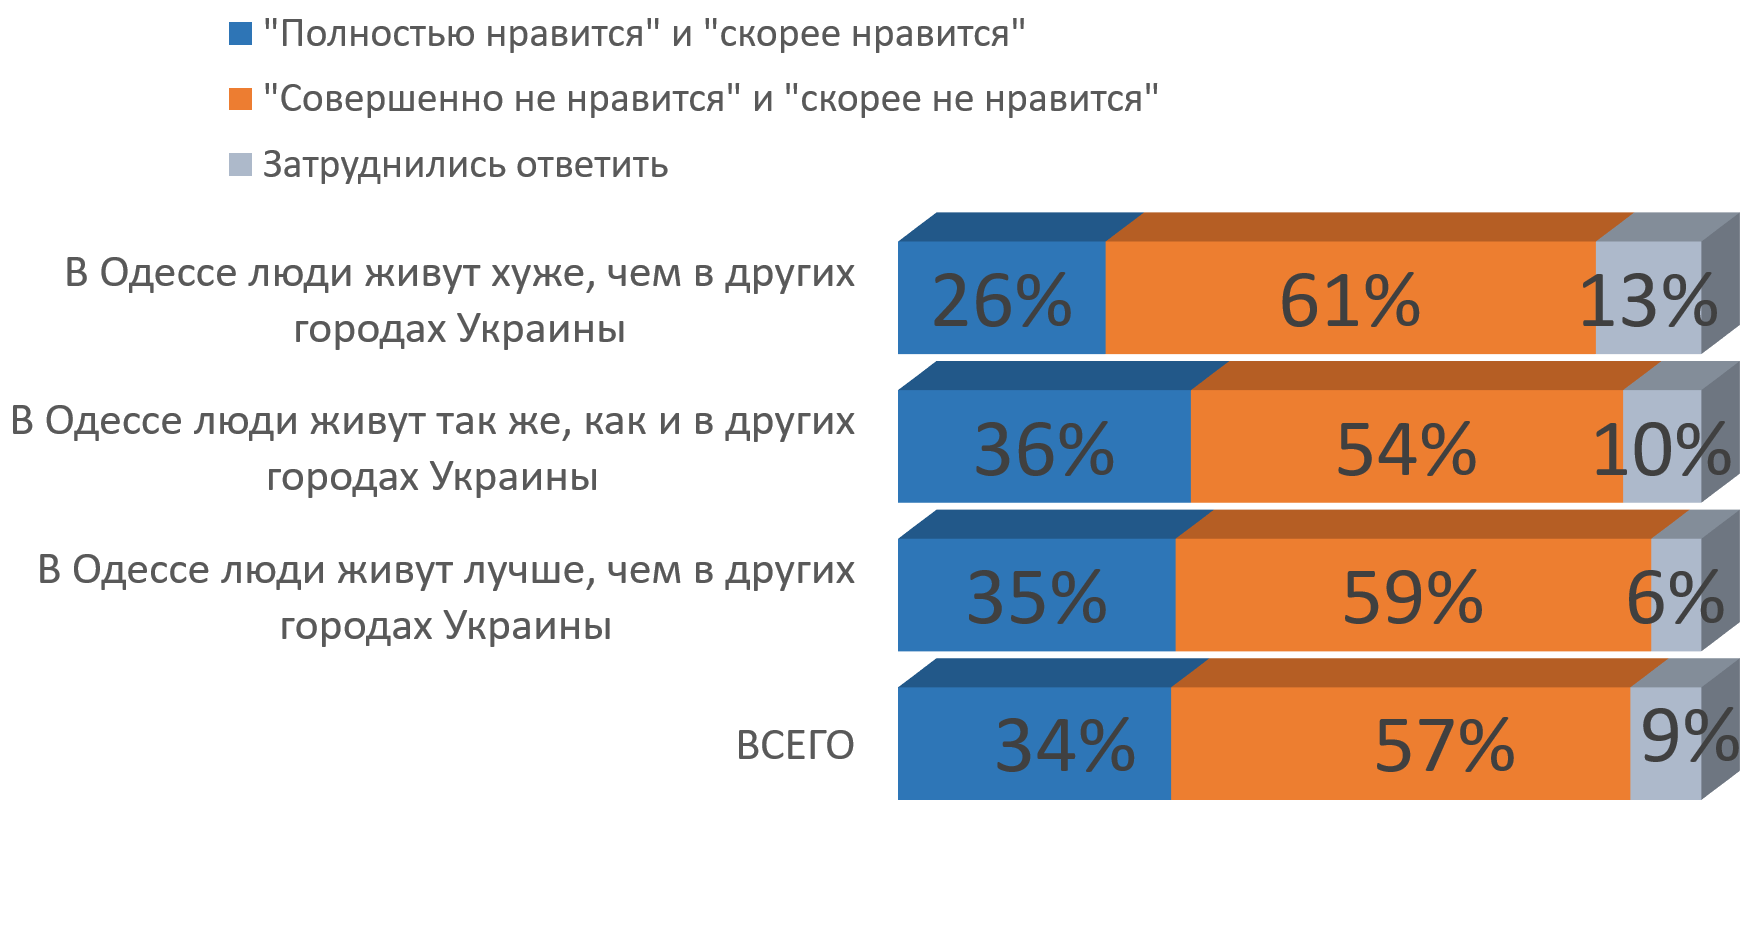 "Полностью нравится" и "скорее нравится"
"Совершенно не нравится" и "скорее не нравится"
Затруднились ответить
В Одессе люди живут хуже, чем в других
городах Украины
26% 61% 13%
В Одессе люди живут так же, как и в других
городах Украины
36% 54% 10%
В Одессе люди живут лучше, чем в других
городах Украины
35% 59% 6%
ВСЕГО
34% 57% 9%